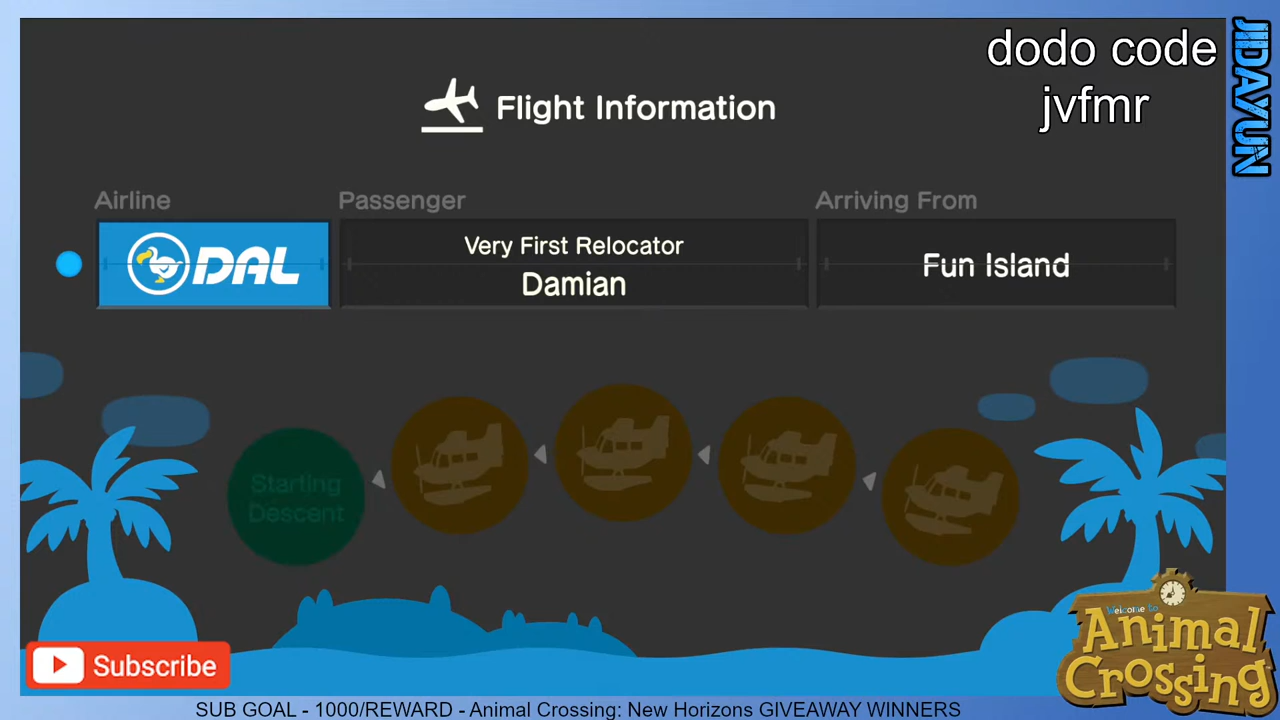 dodo code
jvfmr
JIDAVUN
Flight Information
Airline
Passenger
Arriving From
DAL
Very First Relocator
Damian
Fun Island
Starting
Descent
Subscribe
Welcome to
Animal
Crossing
SUB GOAL - 1000/REWARD - Animal Crossing: New Horizons GIVEAWAY WINNERS